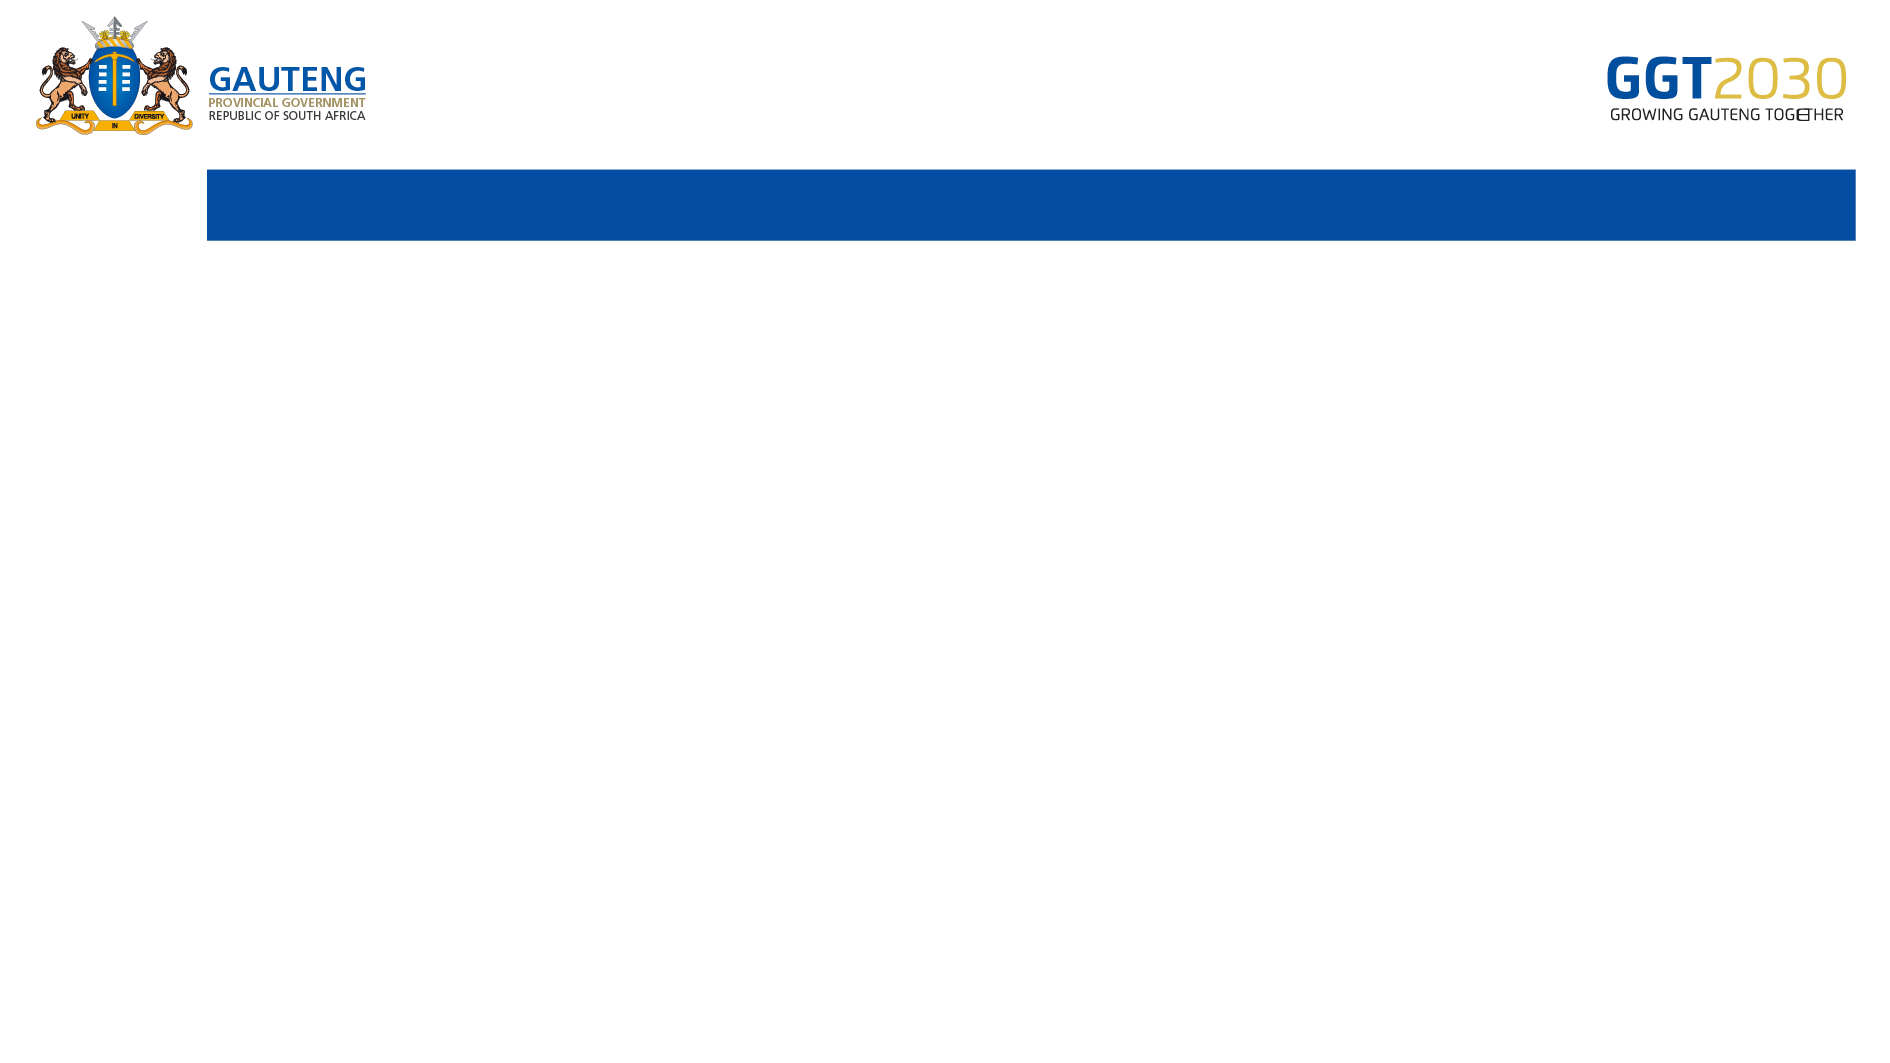 GAUTENG
PROVINCIAL GOVERNMENT
REPUBLIC OF SOUTH AFRICA
UNITY
IN
DIVERSITY
GGT2030
GROWING GAUTENG TOGETHER